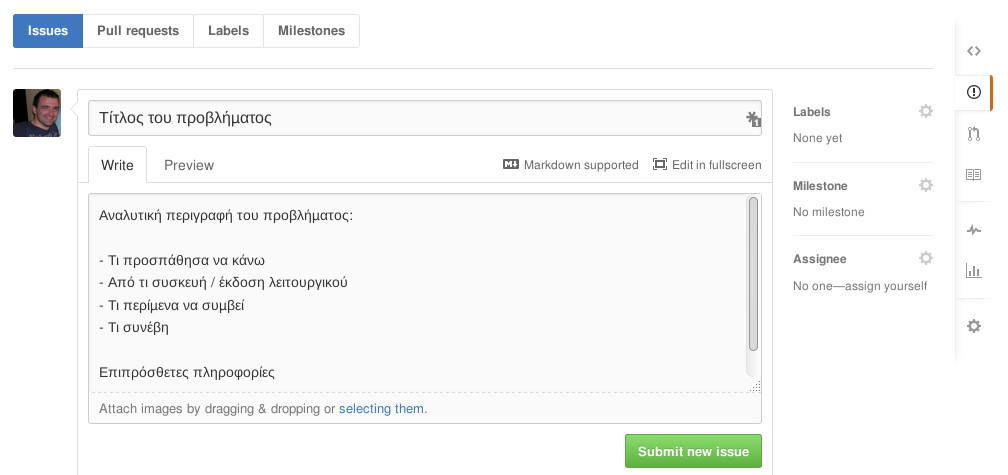 Issues
Pull requests
Labels
Milestones
Τίτλος του προβλήματος
1
Write
Preview
Markdown supported
Edit in fullscreen
Αναλυτική περιγραφή του προβλήματος:
- Τι προσπάθησα να κάνω
- Από τι συσκευή / έκδοση λειτουργικού
- Τι περίμενα να συμβεί
- Τι συνέβη
Επιπρόσθετες πληροφορίες
Attach images by dragging & dropping or selecting them.
Submit new issue
Labels
None yet
Milestone
No milestone
Assignee
No one—assign yourself